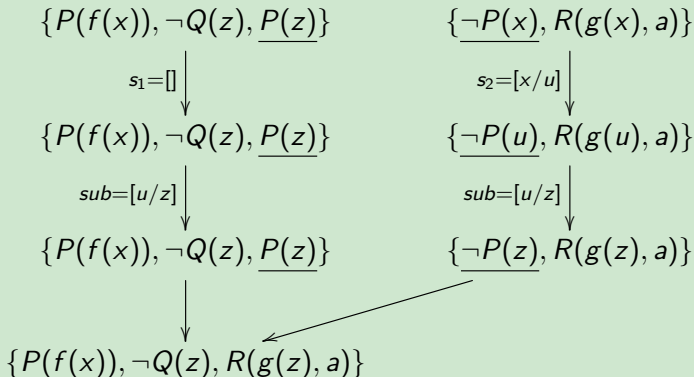 {P(f(x)), ¬Q(z), P(z)} {¬P(x), R(g(x), a)}
s₁=[] s₂=[x/u]
{P(f(x)), ¬Q(z), P(z)} {¬P(u), R(g(u), a)}
sub=[u/z] sub=[u/z]
{P(f(x)), ¬Q(z), P(z)} {¬P(z), R(g(z), a)}
{P(f(x)), ¬Q(z), R(g(z), a)}